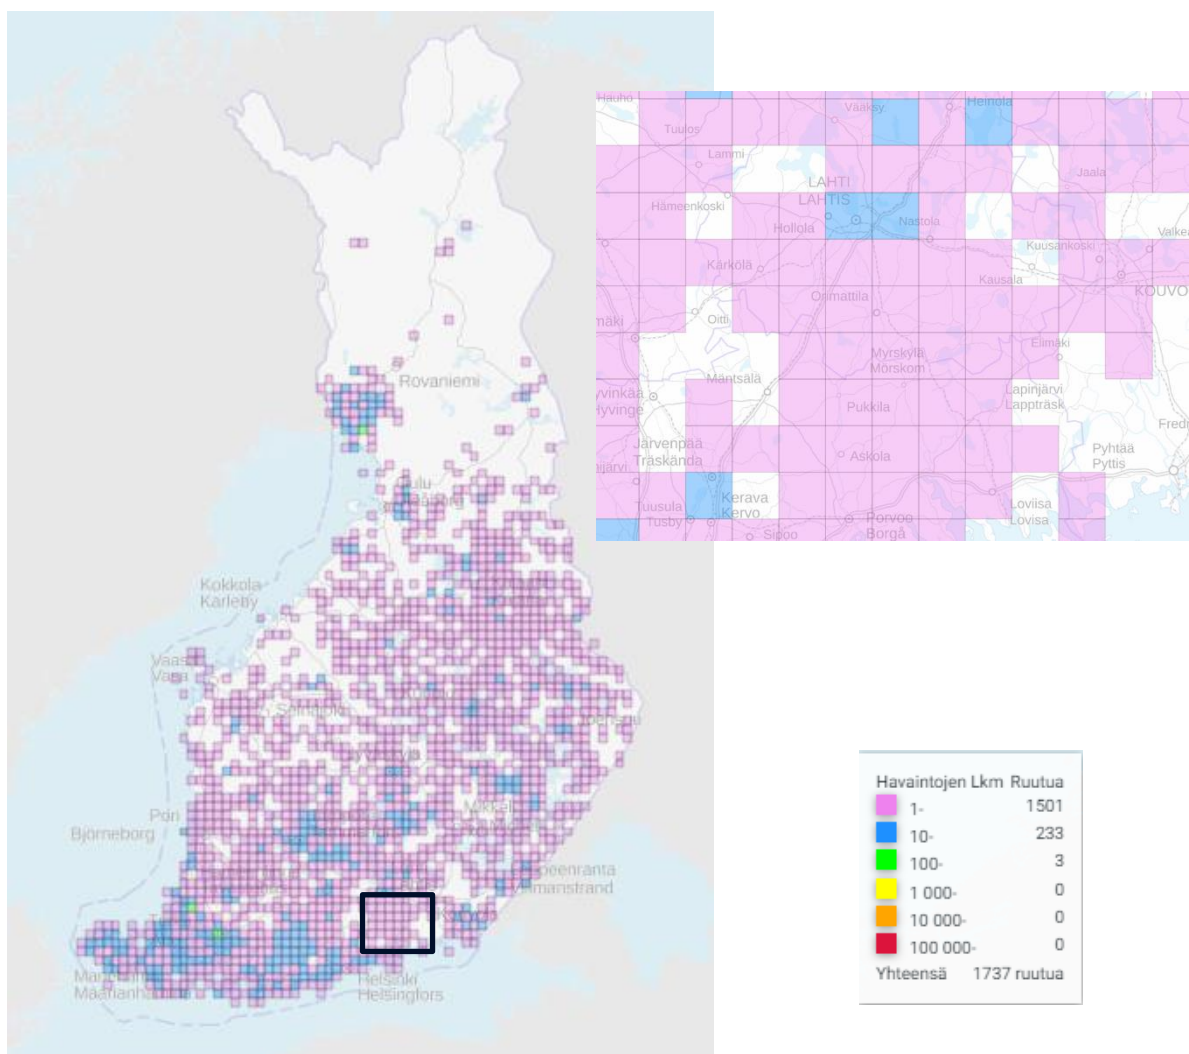 Rovaniemi
Kokkola
Karleby
Pori
Björneborg
Helsinki
Helsingfors
Hauho
Vääksy
Heinola
Tuulos
Lammi
Jaala
LAHTI
LAHTIS
Hämeenkoski
Nastola
Hollola
Kuusankoski
Kärkölä
Kausala
Orimattila
KOUVO
Oitti
Elimäki
Myrskylä
Mörskom
Mäntsälä
Lapinjärvi
Lappträsk
yvinkää
Hyvinge
Pukkila
Järvenpää
Träskända
Askola
Pyhtää
Pyttis
Kerava
Kervo
Tuusula
Tusby
Loviisa
Lovisa
Porvoo
Borgå
Sipoo
Havaintojen Lkm Ruutua
1- 1501
10- 233
100- 3
1 000- 0
10 000- 0
100 000- 0
Yhteensä 1737 ruutua